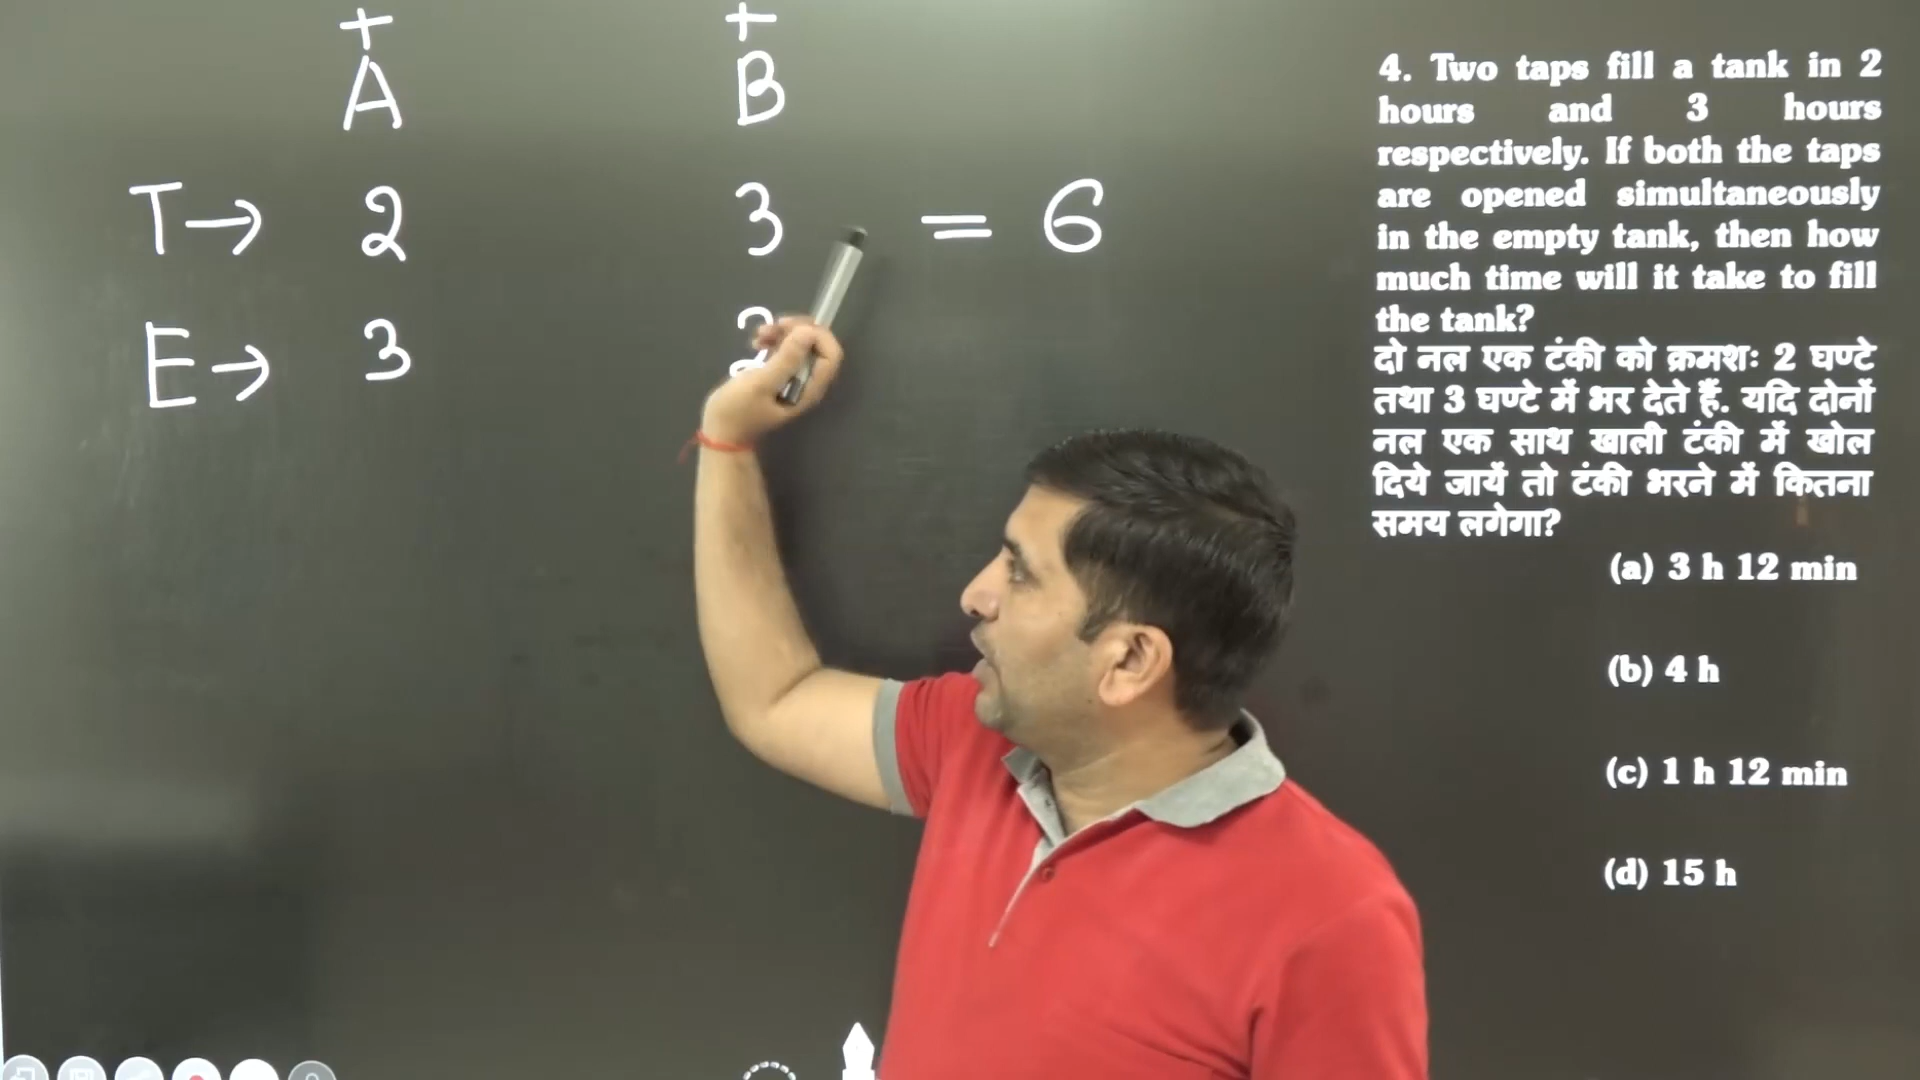 + +
A B
T→ 2 3 = 6
E→ 3 2
4. Two taps fill a tank in 2
hours and 3 hours
respectively. If both the taps
are opened simultaneously
in the empty tank, then how
much time will it take to fill
the tank?
दो नल एक टंकी को क्रमशः 2 घण्टे
तथा 3 घण्टे में भर देते हैं. यदि दोनों
नल एक साथ खाली टंकी में खोल
दिये जायें तो टंकी भरने में कितना
समय लगेगा?
(a) 3 h 12 min
(b) 4 h
(c) 1 h 12 min
(d) 15 h